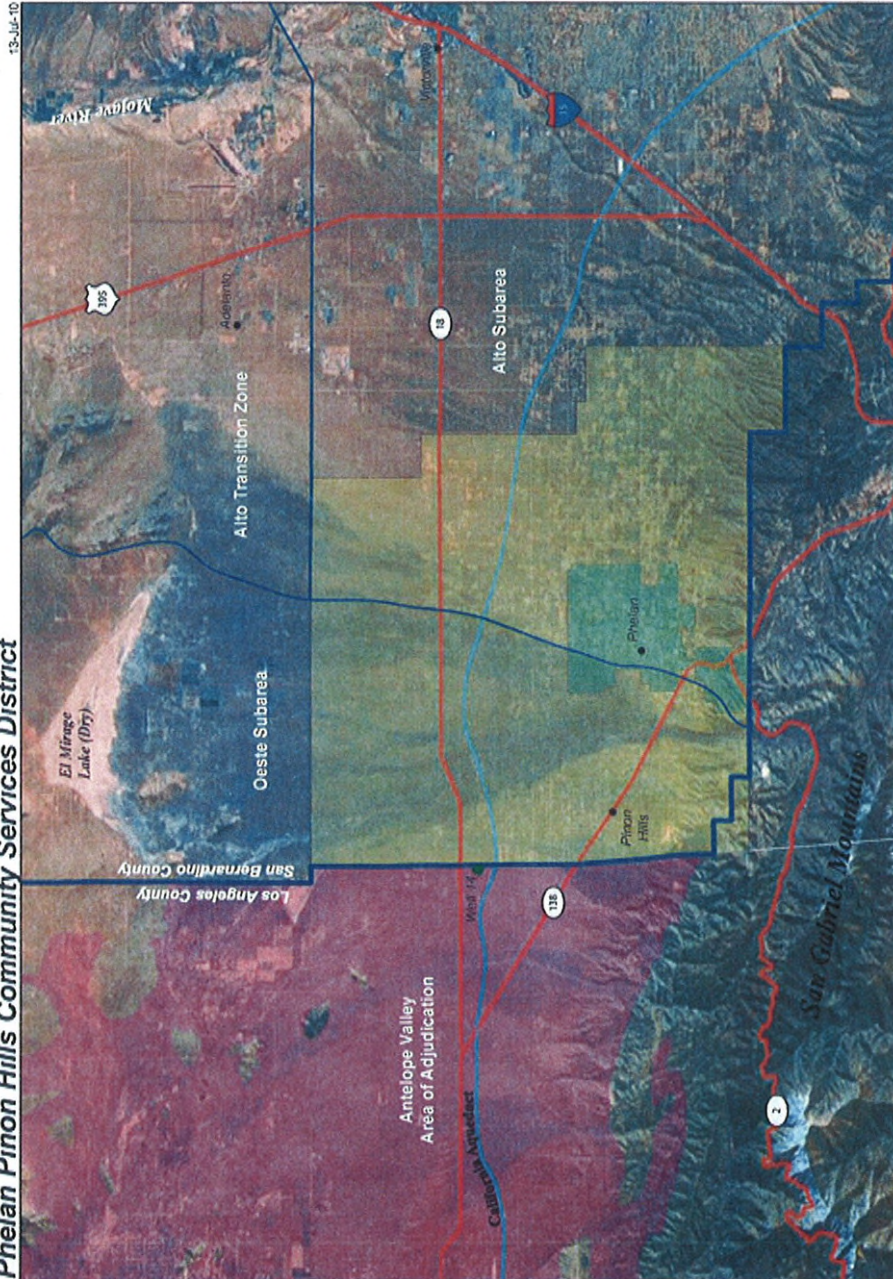 Phelan Pinon Hills Community Services District
13-Jul-10
Mojave River
395
Adelanto
Victorville
15
18
Alto Subarea
Alto Transition Zone
El Mirage
Lake (Dry)
Oeste Subarea
San Bernardino County
Los Angeles County
Phelan
Pinon
Hills
Well 14
138
Antelope Valley
Area of Adjudication
California Aqueduct
San Gabriel Mountains
2